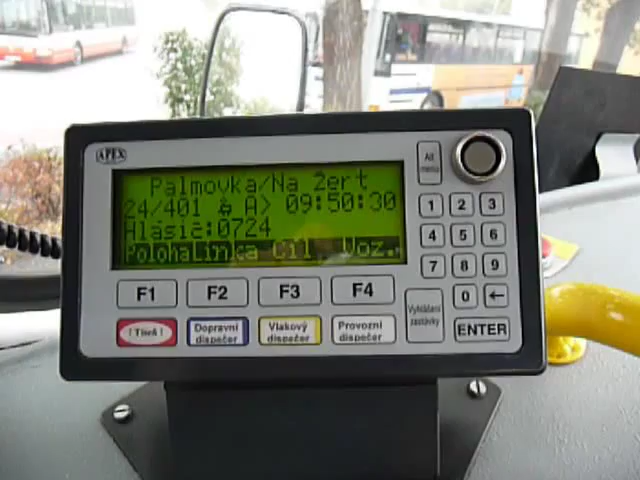 APEX
Palmovka/Na Žert
24/401 A> 09:50:30
Hlásič:0724
PolohaLinka Cíl Voz.
F1 F2 F3 F4
! Tíseň !
Dopravní dispečer
Vlakový dispečer
Provozní dispečer
Alt menu
1 2 3
4 5 6
7 8 9
0 ←
Vyhlášení zastávky
ENTER